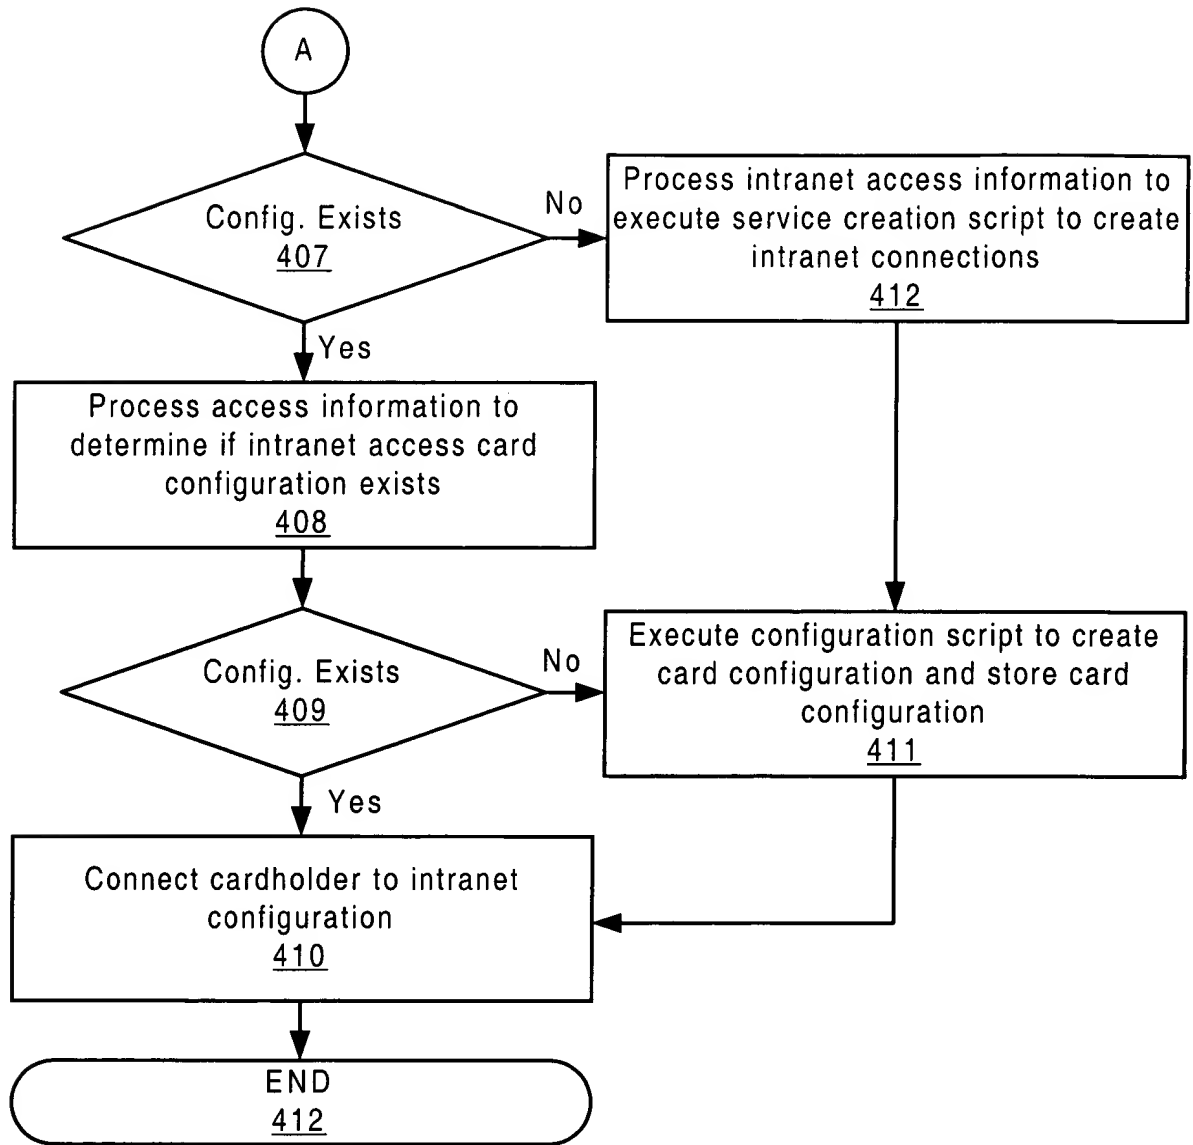 A
Config. Exists
407
No
Process intranet access information to
execute service creation script to create
intranet connections
412
Yes
Process access information to
determine if intranet access card
configuration exists
408
Config. Exists
409
No
Execute configuration script to create
card configuration and store card
configuration
411
Yes
Connect cardholder to intranet
configuration
410
END
412